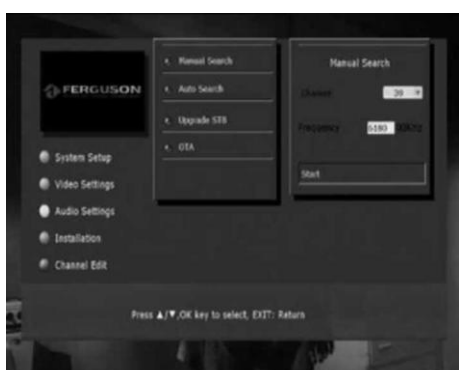 FERGUSON
System Setup
Video Settings
Audio Settings
Installation
Channel Edit
Manual Search
Auto Search
Upgrade STB
OTA
Manual Search
Channel
Frequency
Start
Press ▲/▼,OK key to select, EXIT: Return